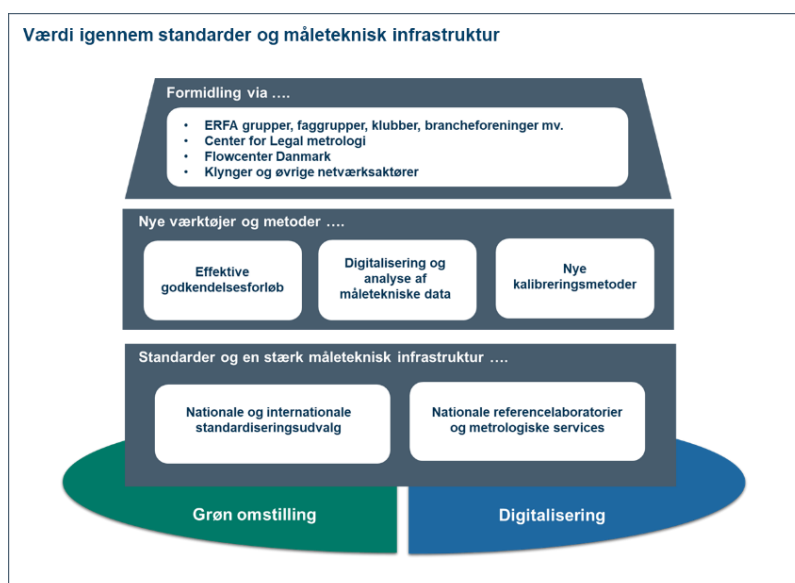 Værdi igennem standarder og måleteknisk infrastruktur
Formidling via ….
• ERFA grupper, faggrupper, klubber, brancheforeninger mv.
• Center for Legal metrologi
• Flowcenter Danmark
• Klynger og øvrige netværksaktører
Nye værktøjer og metoder ….
Effektive
godkendelsesforløb
Digitalisering og
analyse af
måletekniske data
Nye
kalibreringsmetoder
Standarder og en stærk måleteknisk infrastruktur ….
Nationale og internationale
standardiseringsudvalg
Nationale referencelaboratorier
og metrologiske services
Grøn omstilling
Digitalisering